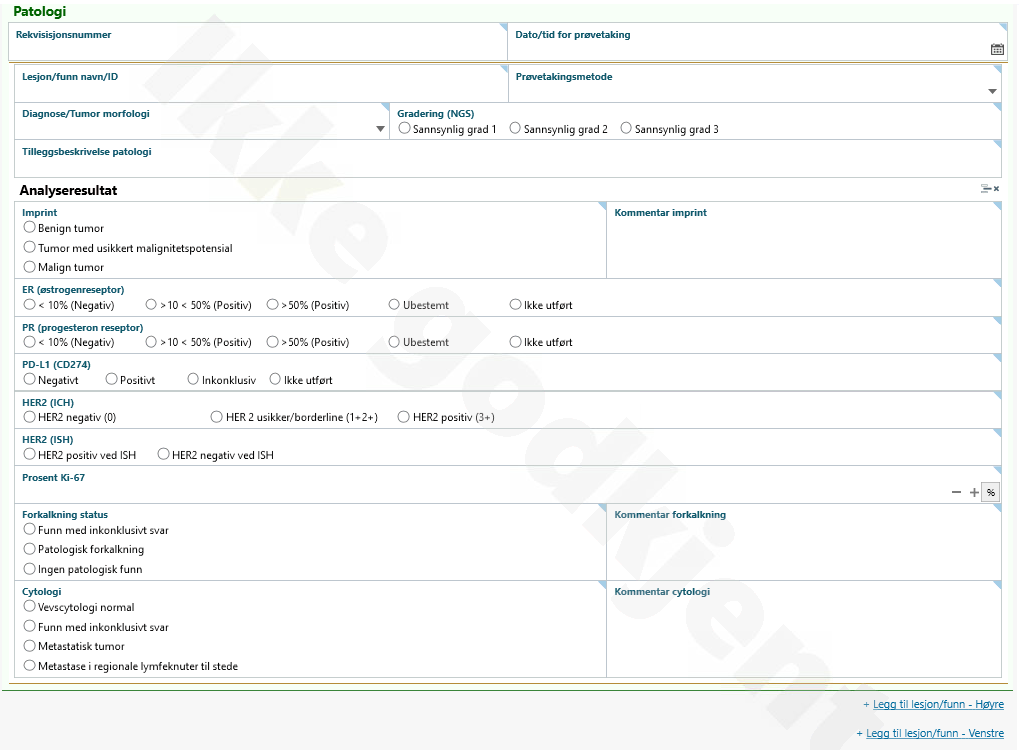 Patologi
Rekvisisjonsnummer
Dato/tid for prøvetaking
Lesjon/funn navn/ID
Prøvetakingsmetode
Diagnose/Tumor morfologi
Gradering (NGS)
Sannsynlig grad 1 Sannsynlig grad 2 Sannsynlig grad 3
Tilleggsbeskrivelse patologi
Analyseresultat
Imprint
Benign tumor
Tumor med usikkert malignitetspotensial
Malign tumor
Kommentar imprint
ER (østrogenreseptor)
< 10% (Negativ) >10 < 50% (Positiv) >50% (Positiv) Ubestemt Ikke utført
PR (progesteron reseptor)
< 10% (Negativ) >10 < 50% (Positiv) >50% (Positiv) Ubestemt Ikke utført
PD-L1 (CD274)
Negativt Positivt Inkonklusiv Ikke utført
HER2 (ICH)
HER2 negativ (0) HER 2 usikker/borderline (1+2+) HER2 positiv (3+)
HER2 (ISH)
HER2 positiv ved ISH HER2 negativ ved ISH
Prosent Ki-67
− + %
Forkalkning status
Funn med inkonklusivt svar
Patologisk forkalkning
Ingen patologisk funn
Kommentar forkalkning
Cytologi
Vevscytologi normal
Funn med inkonklusivt svar
Metastatisk tumor
Metastase i regionale lymfeknuter til stede
Kommentar cytologi
+ Legg til lesjon/funn - Høyre
+ Legg til lesjon/funn - Venstre
Ikke godkjent